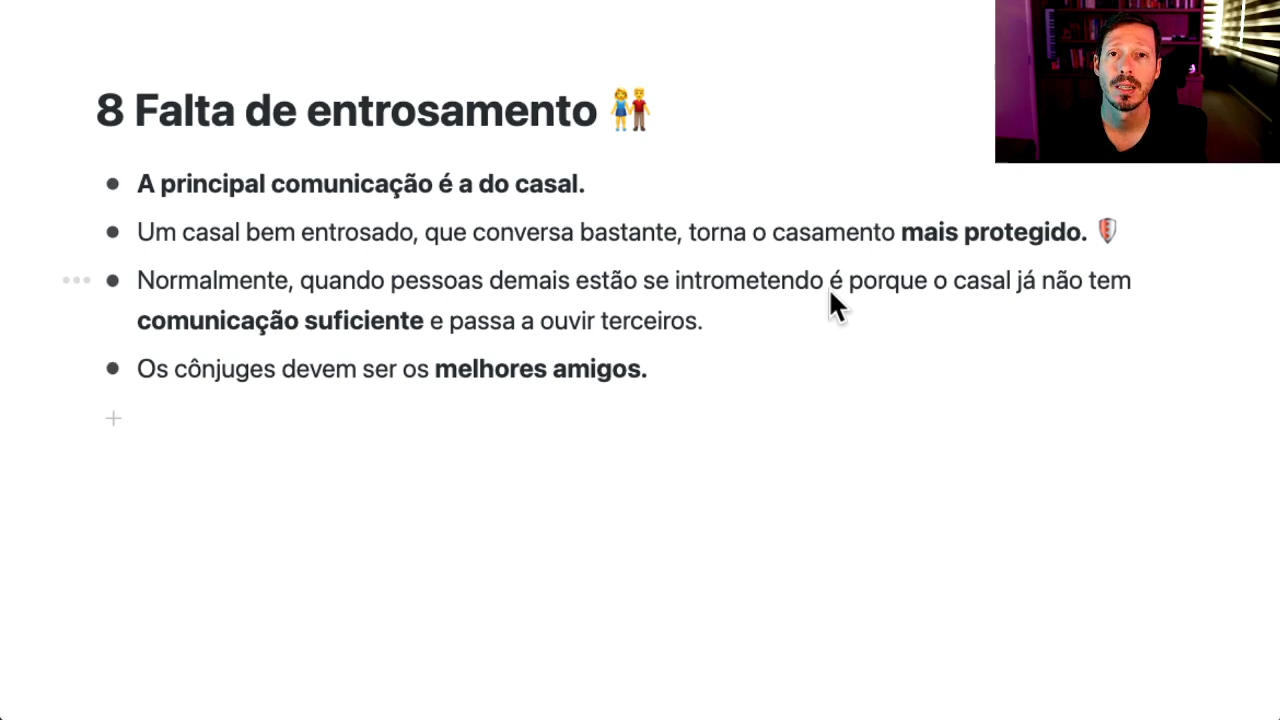 8 Falta de entrosamento 👫
A principal comunicação é a do casal.
Um casal bem entrosado, que conversa bastante, torna o casamento mais protegido. 🛡️
Normalmente, quando pessoas demais estão se intrometendo é porque o casal já não tem
comunicação suficiente e passa a ouvir terceiros.
Os cônjuges devem ser os melhores amigos.